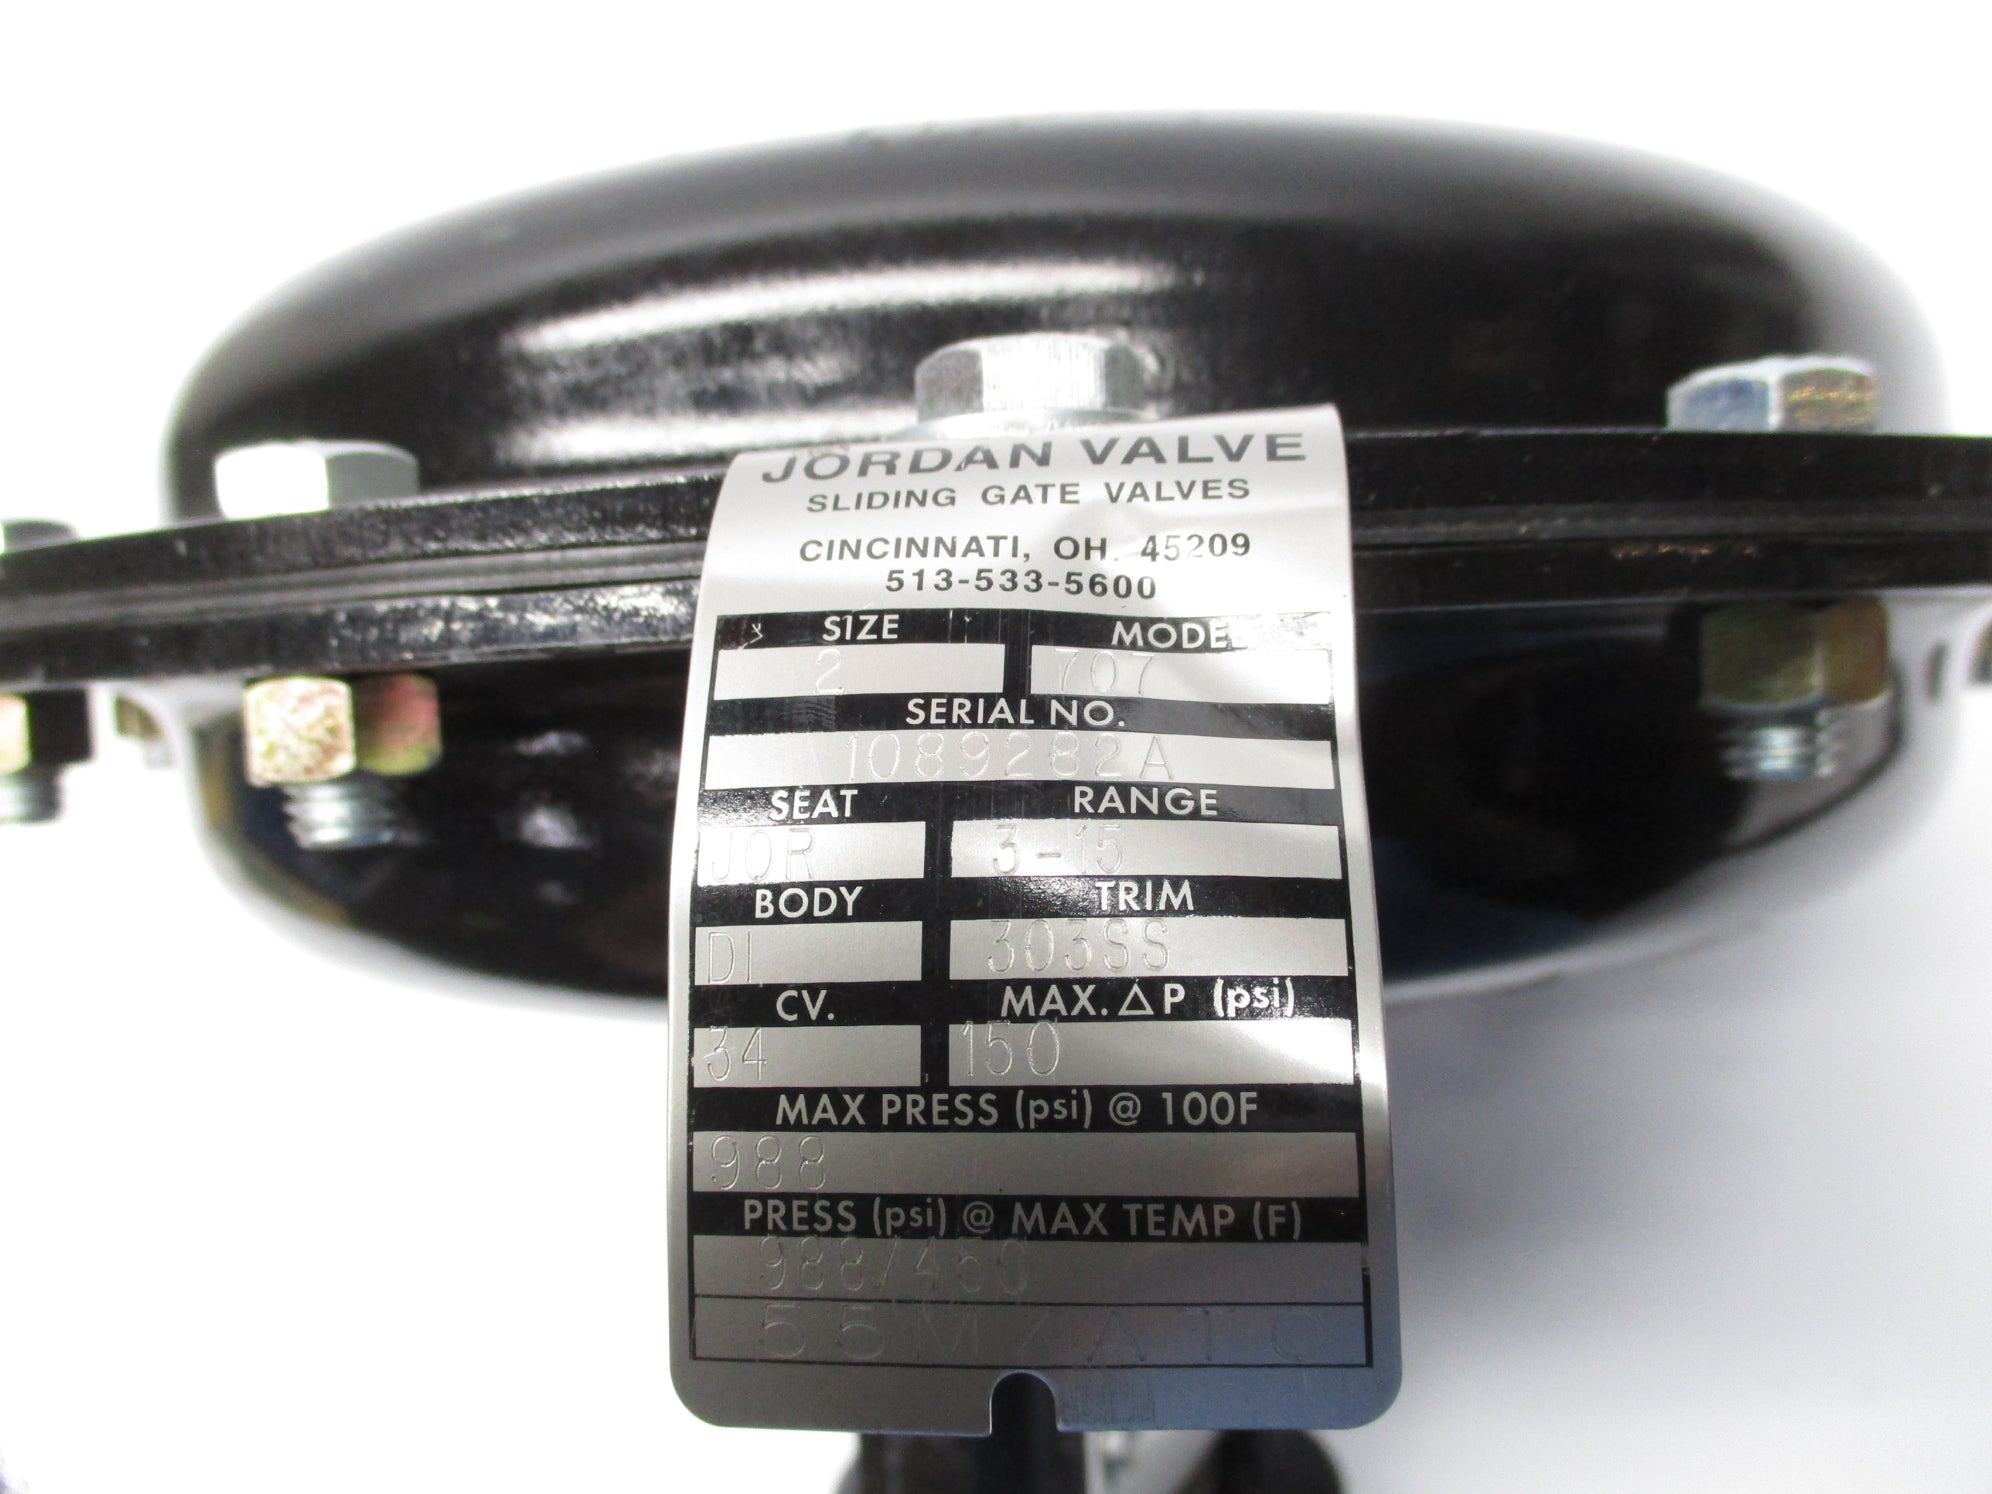 JORDAN VALVE
SLIDING GATE VALVES
CINCINNATI, OH. 45209
513-533-5600
SIZE MODEL
2 707
SERIAL NO.
1089282A
SEAT RANGE
JOR 3-15
BODY TRIM
DI 303SS
CV. MAX. △P (psi)
34 150
MAX PRESS (psi) @ 100F
988
PRESS (psi) @ MAX TEMP (F)
988/450